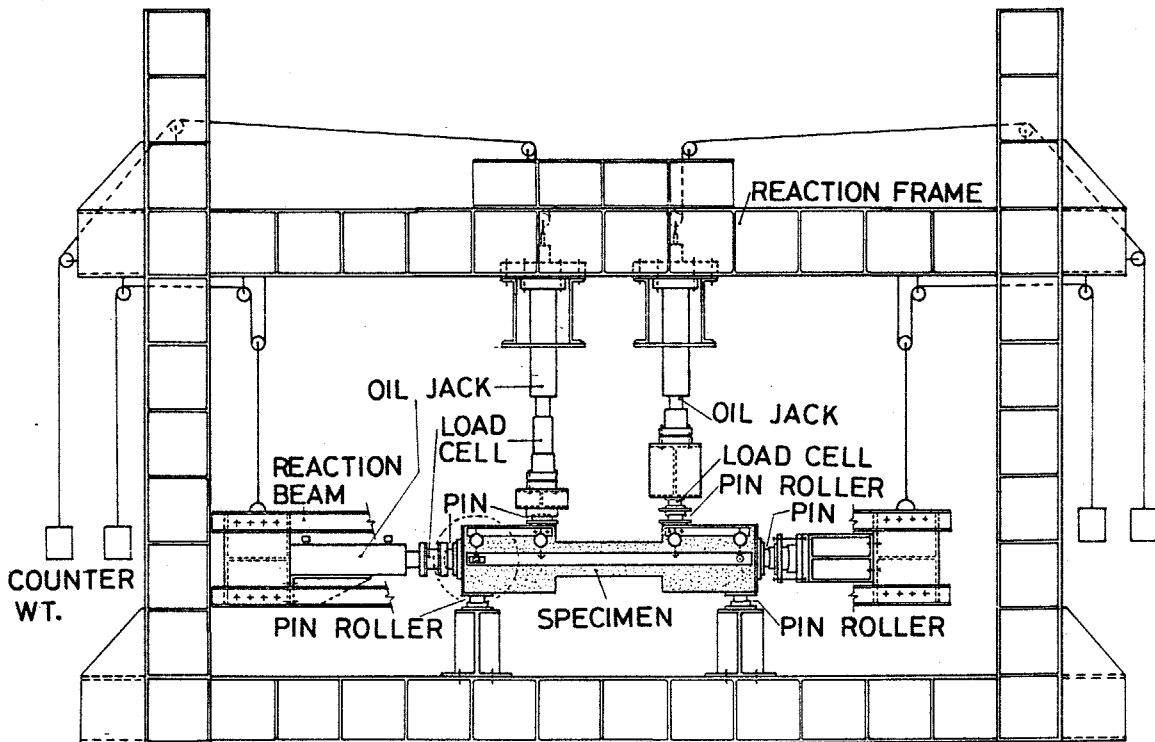 REACTION FRAME
OIL JACK
OIL JACK
LOAD
CELL
LOAD CELL
REACTION
BEAM
PIN
PIN ROLLER
PIN
COUNTER
WT.
PIN ROLLER
SPECIMEN
PIN ROLLER